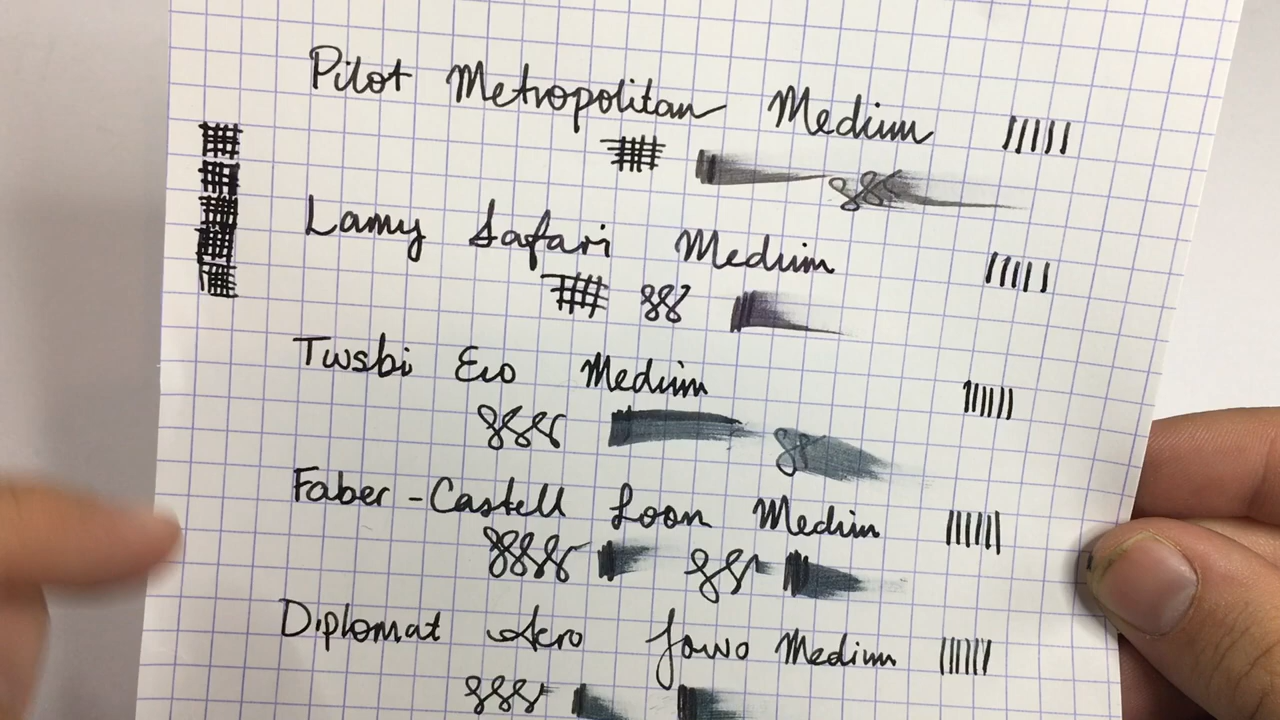 Pilot Metropolitan Medium
Lamy Safari Medium
Twsbi Eco Medium
Faber-Castell Loom Medium
Diplomat Aero Jowo Medium